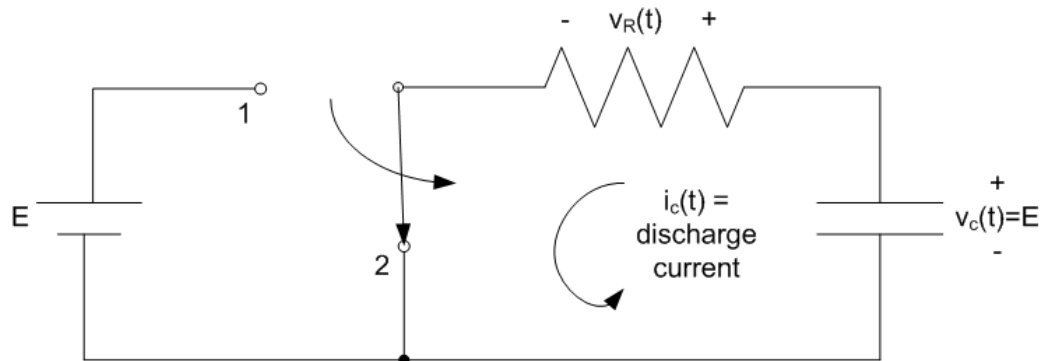 - v_R(t) +
1
E
2
i_c(t) =
discharge
current
+
v_c(t)=E
-